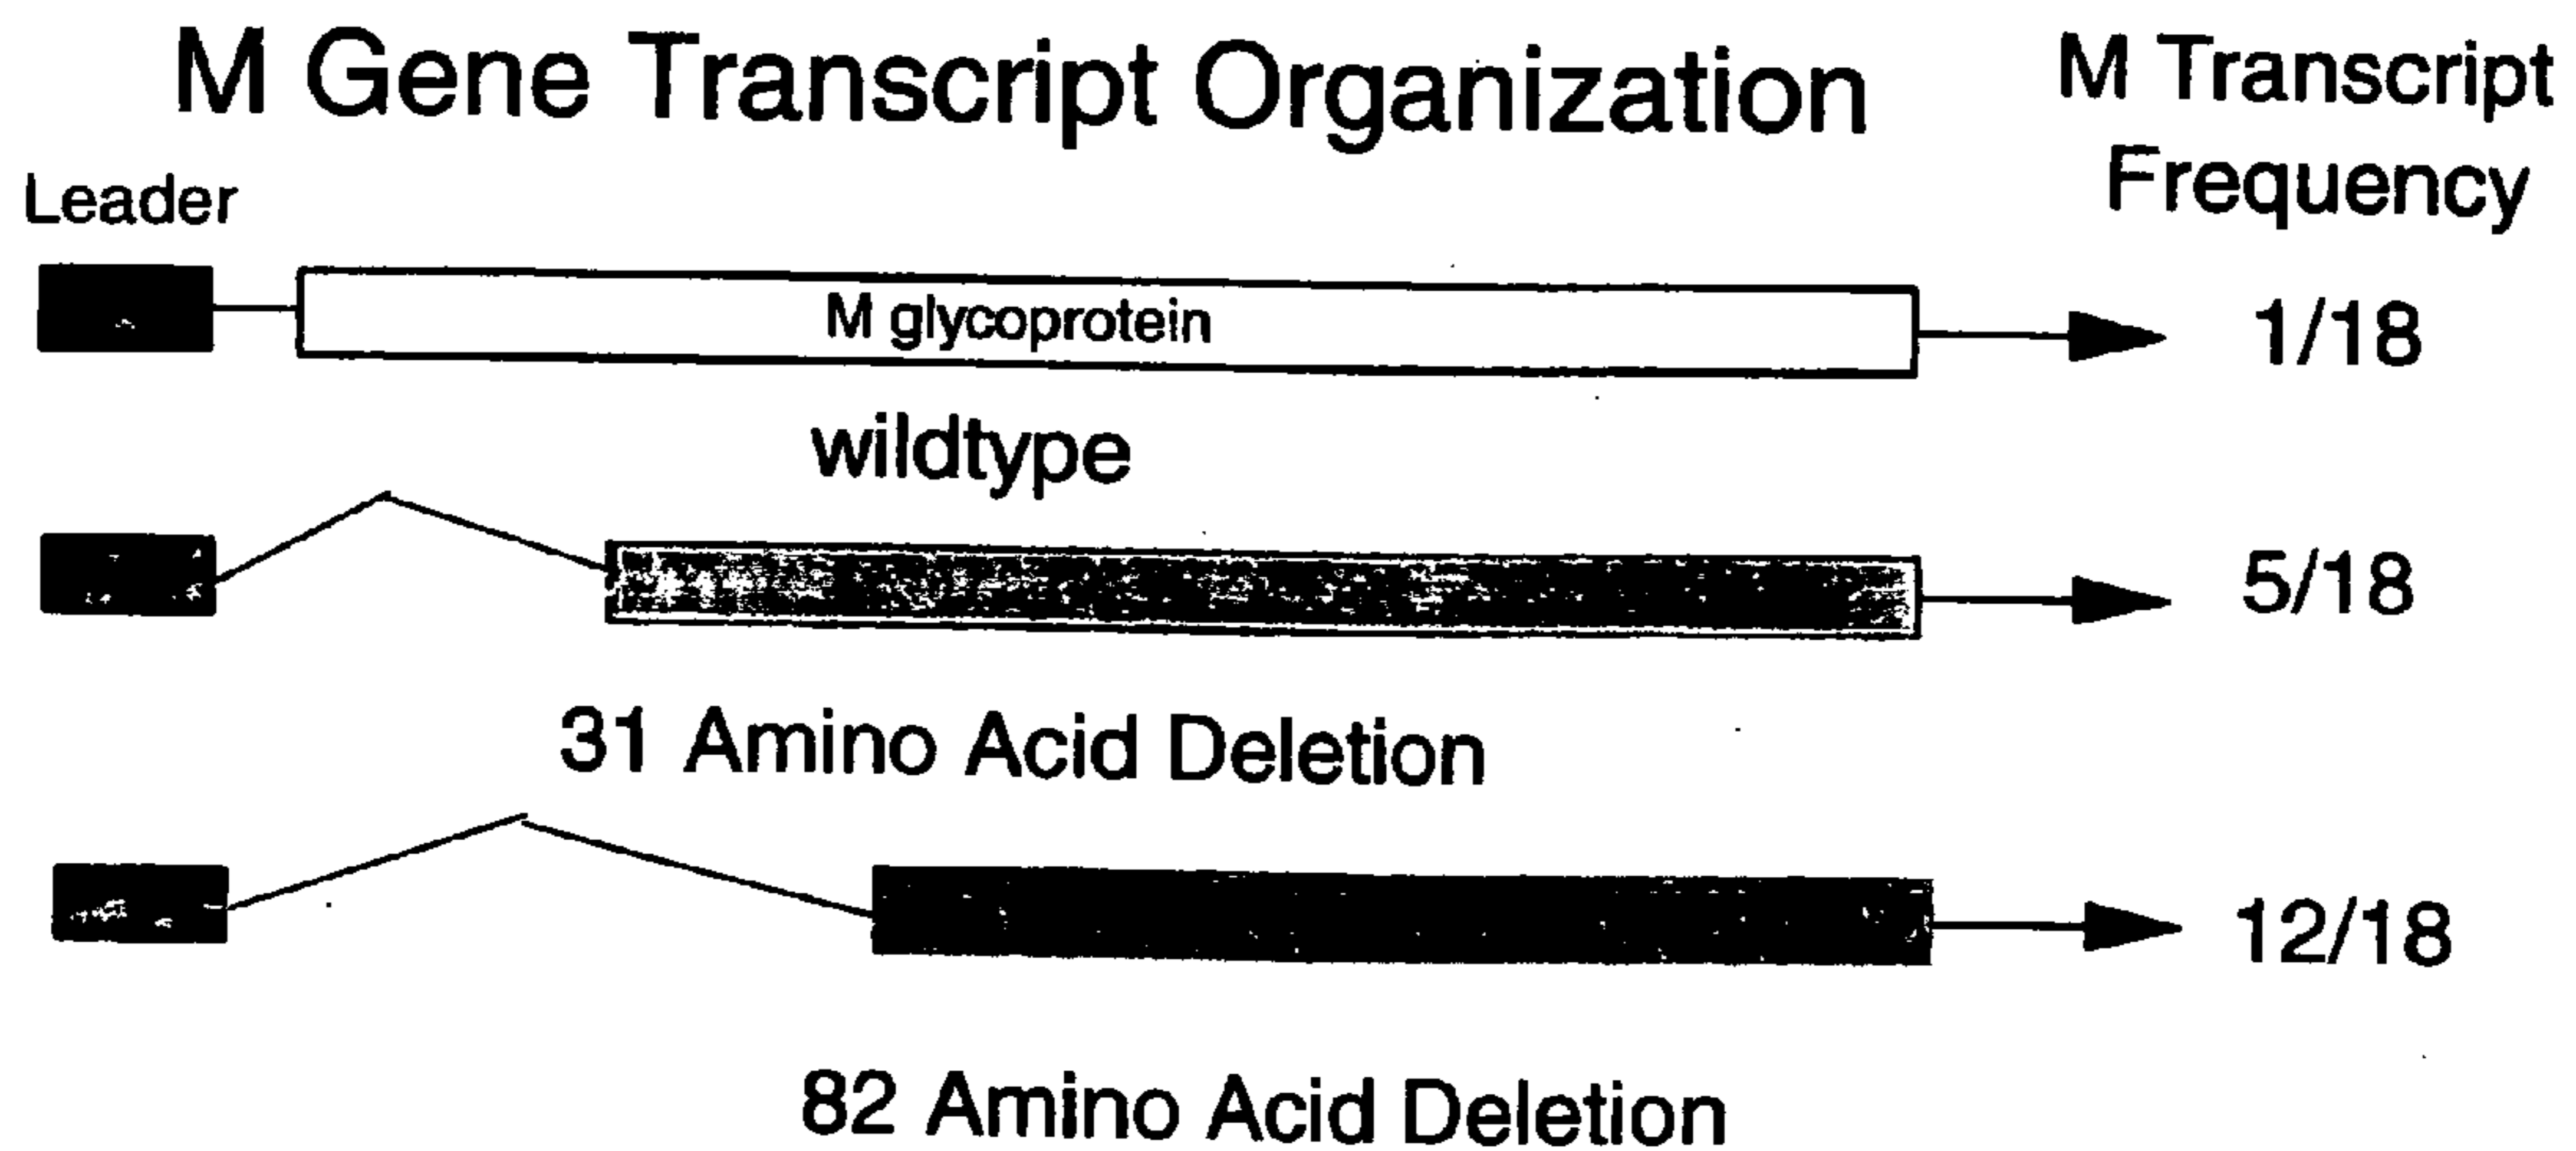 M Gene Transcript Organization
M Transcript
Frequency
Leader
M glycoprotein
1/18
wildtype
5/18
31 Amino Acid Deletion
12/18
82 Amino Acid Deletion